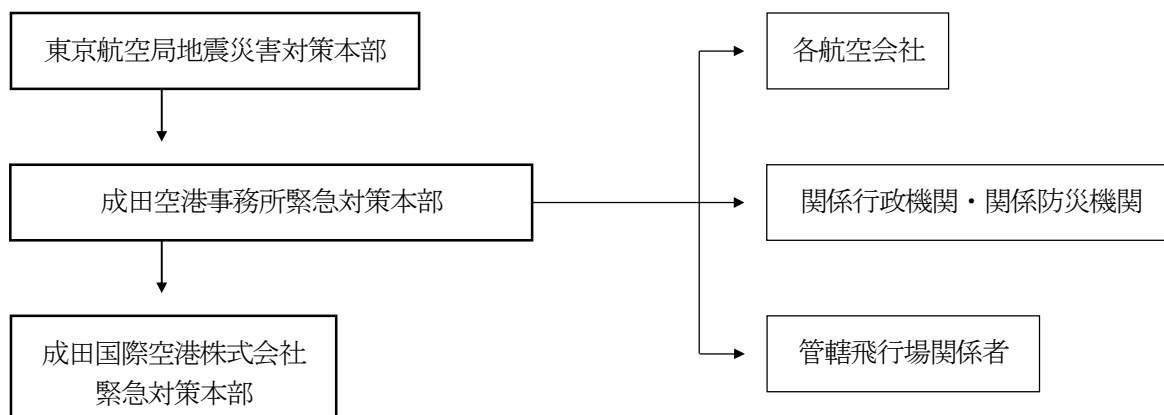 東京航空局地震災害対策本部
各航空会社
成田空港事務所緊急対策本部
関係行政機関・関係防災機関
成田国際空港株式会社
緊急対策本部
管轄飛行場関係者